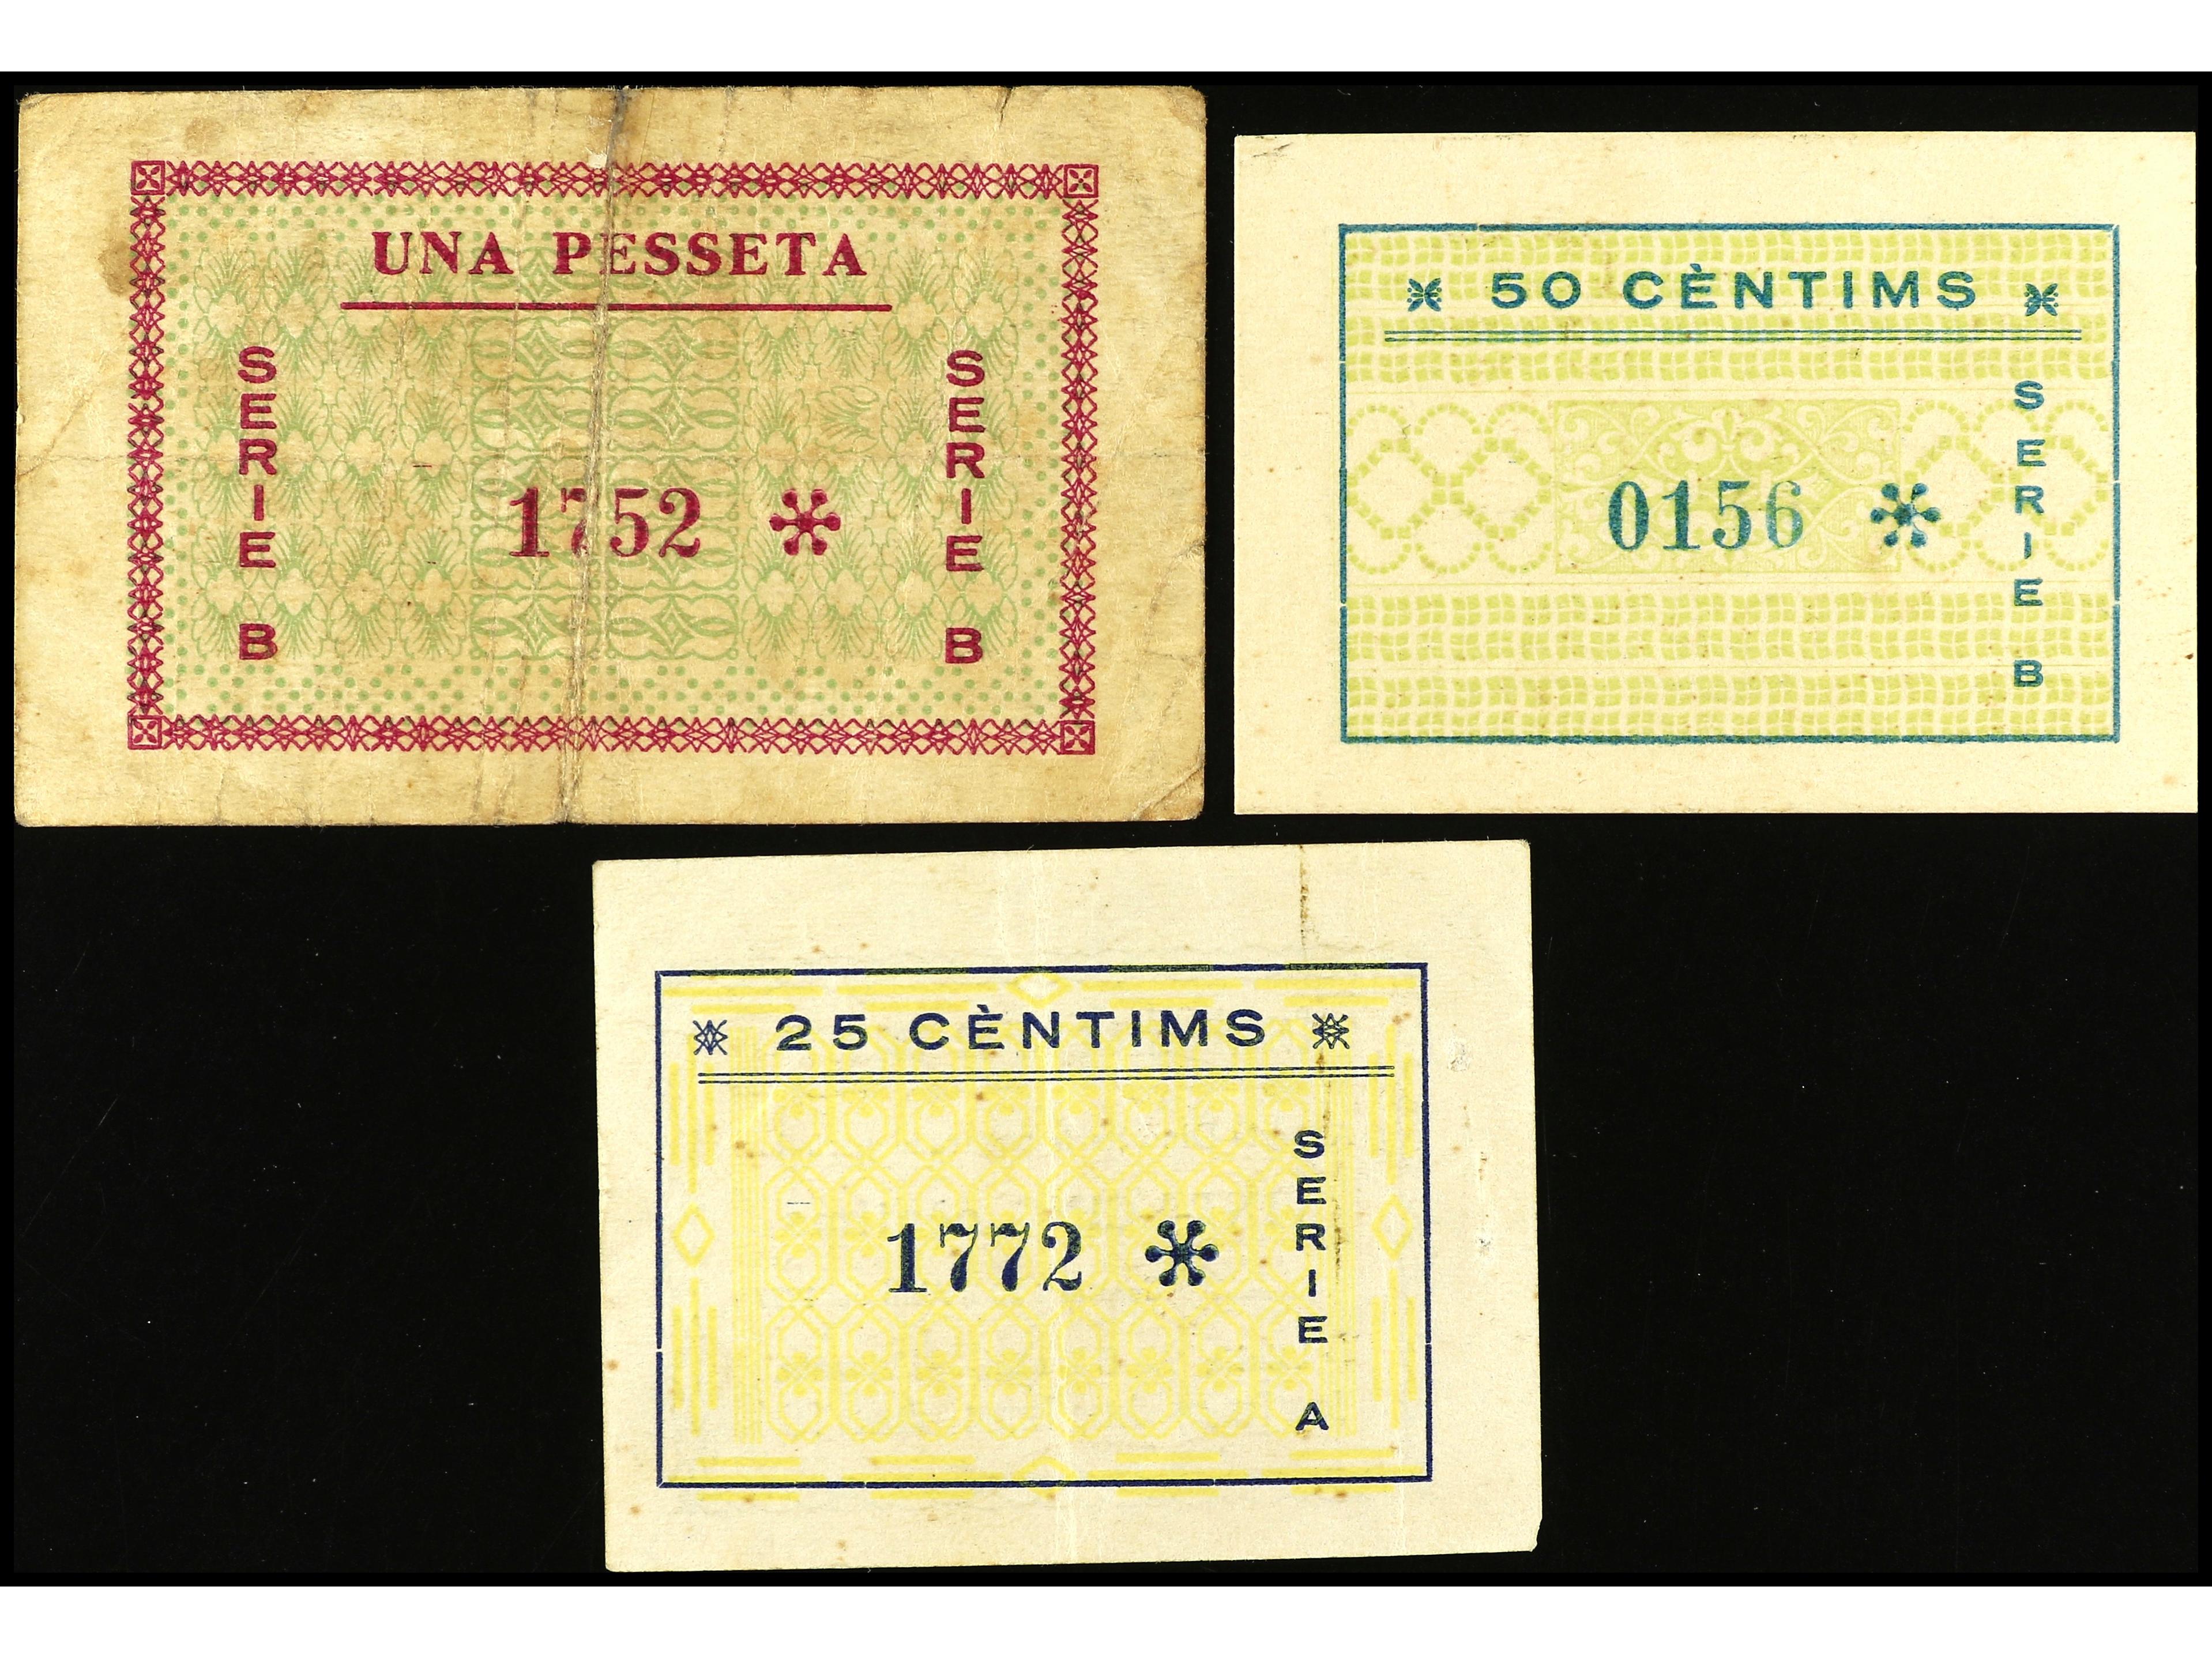 UNA PESSETA
SERIE B
1752 *
SERIE B
* 50 CÈNTIMS *
0156 *
SERIE B
* 25 CÈNTIMS *
1772 *
SERIE A